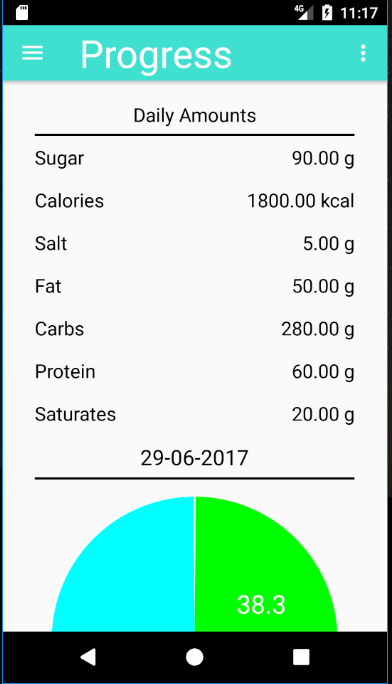 4G 11:17
Progress
Daily Amounts
Sugar 90.00 g
Calories 1800.00 kcal
Salt 5.00 g
Fat 50.00 g
Carbs 280.00 g
Protein 60.00 g
Saturates 20.00 g
29-06-2017
38.3